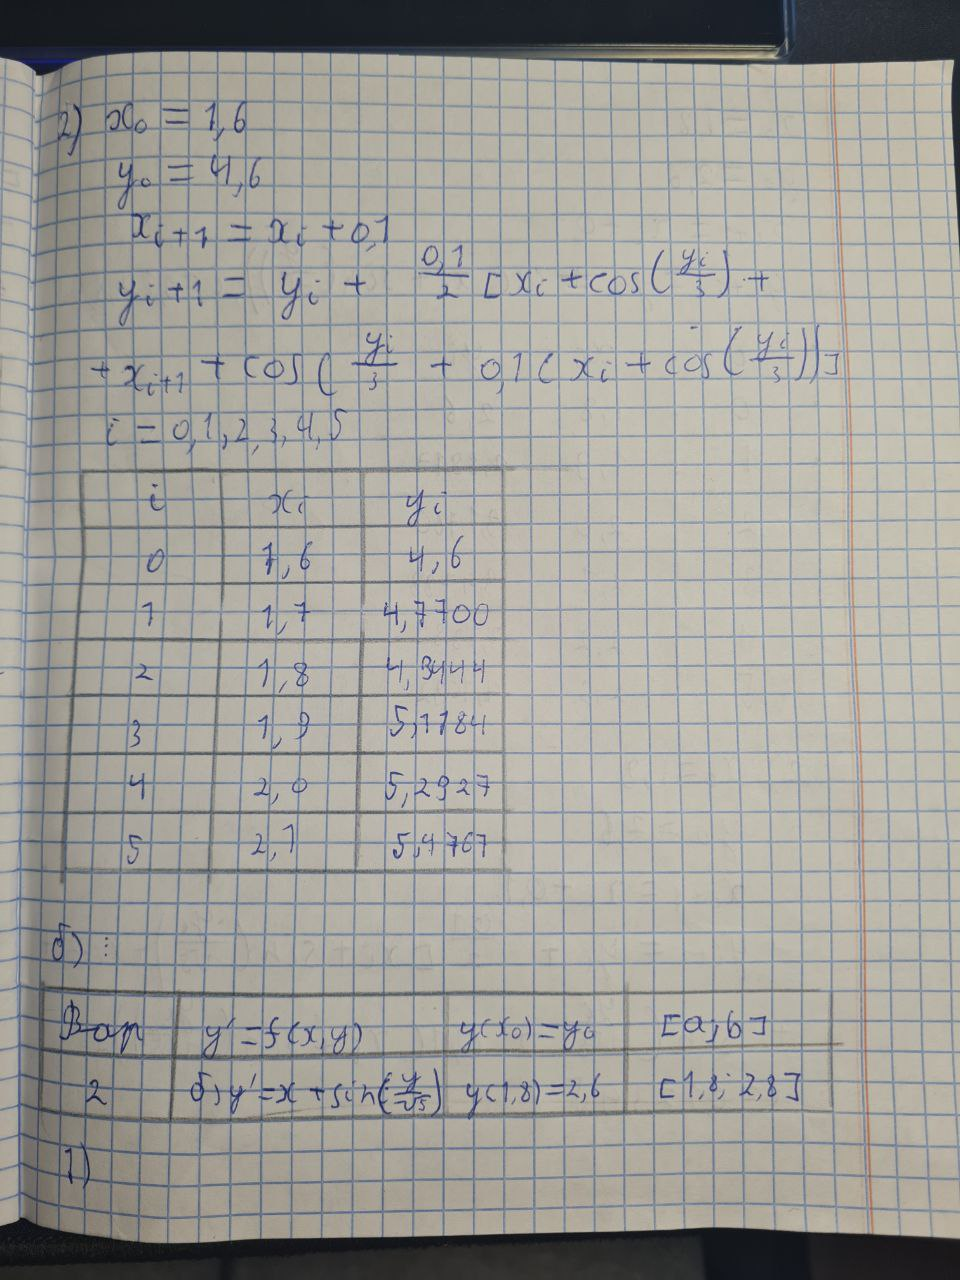 2) x₀ = 1,6
y₀ = 4,6
xᵢ₊₁ = xᵢ + 0,1
yᵢ₊₁ = yᵢ + 0,1/2 [xᵢ + cos(yᵢ/3) +
+ xᵢ₊₁ + cos(yᵢ/3 + 0,1(xᵢ + cos(yᵢ/3))]
i = 0,1,2,3,4,5
i xᵢ yᵢ
0 1,6 4,6
1 1,7 4,7700
2 1,8 4,9444
3 1,9 5,1184
4 2,0 5,2927
5 2,1 5,4767
б) :
Вар y' = f(x,y) y(x₀) = y₀ [a;b]
2 б) y' = x + sin(y/√5) y(1,8) = 2,6 [1,8; 2,8]
1)